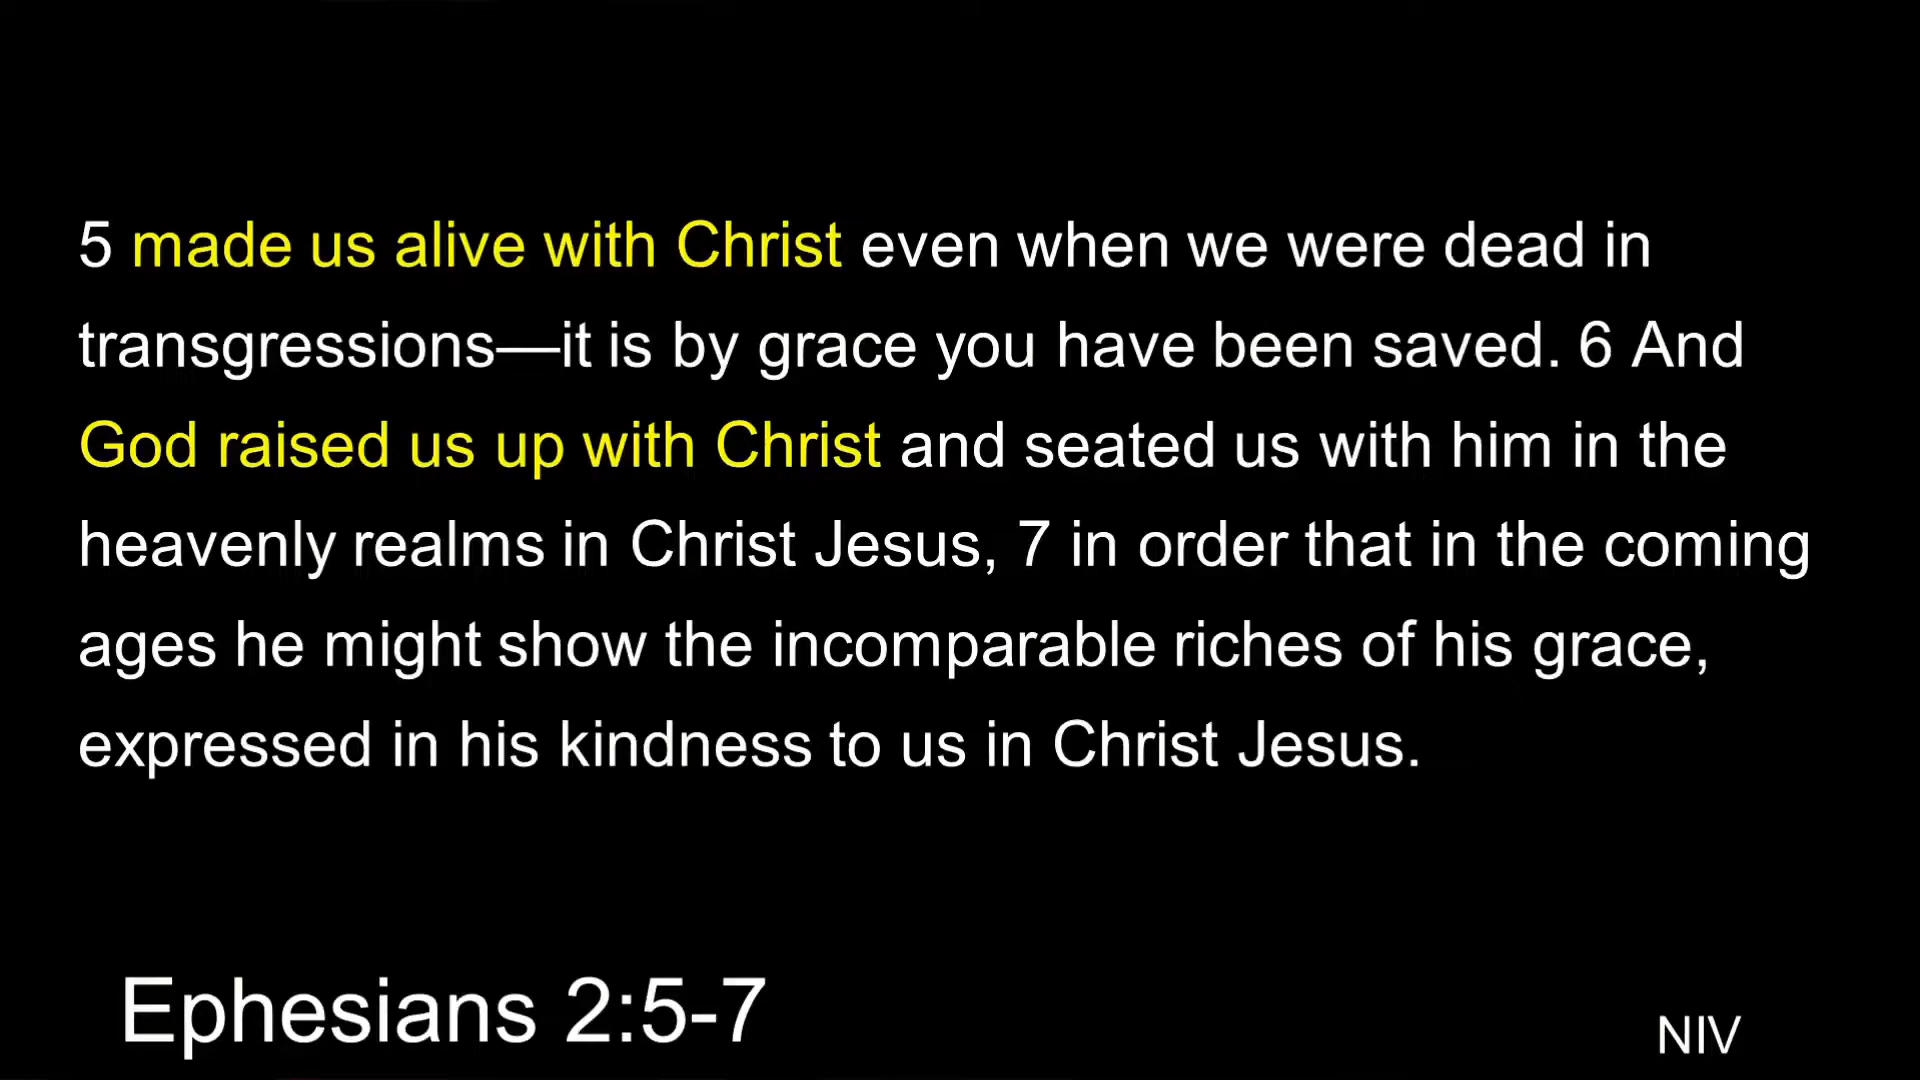 5 made us alive with Christ even when we were dead in
transgressions—it is by grace you have been saved. 6 And
God raised us up with Christ and seated us with him in the
heavenly realms in Christ Jesus, 7 in order that in the coming
ages he might show the incomparable riches of his grace,
expressed in his kindness to us in Christ Jesus.
Ephesians 2:5-7
NIV